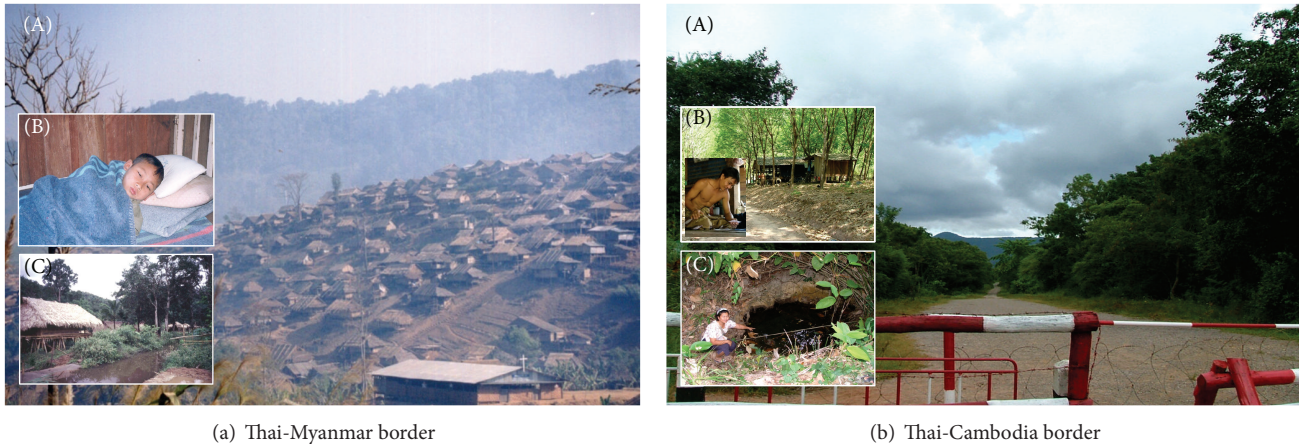 (A)
(B)
(C)
(a) Thai-Myanmar border
(A)
(B)
(C)
(b) Thai-Cambodia border